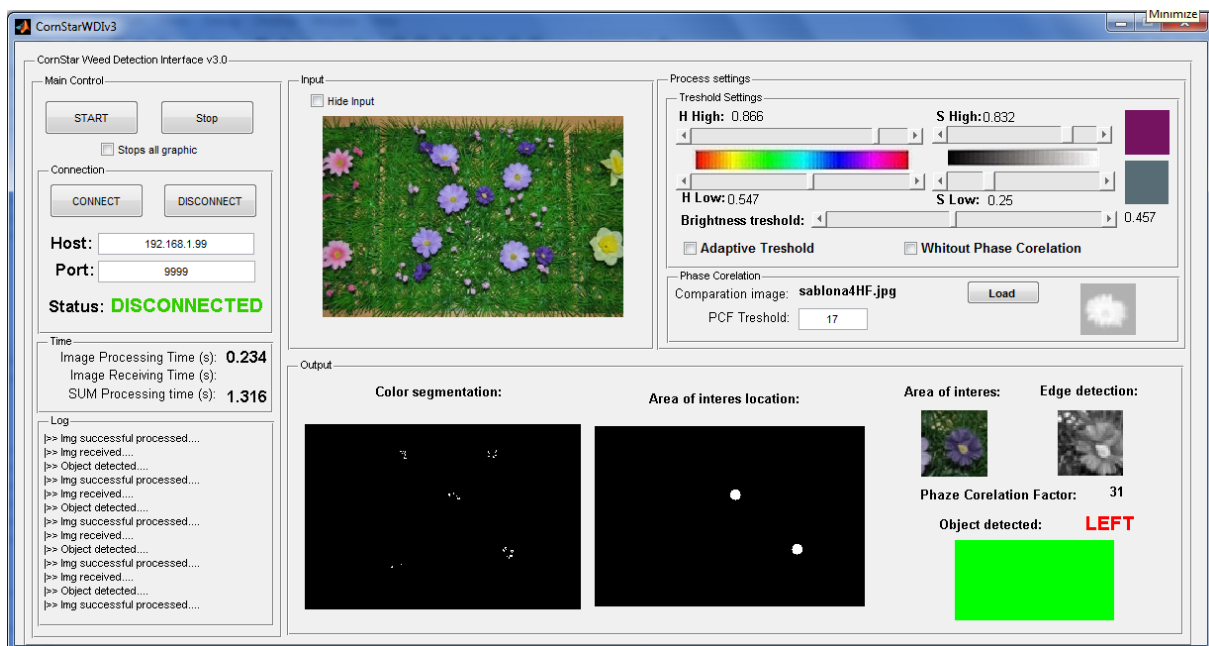 CornStarWDIv3
Minimize
CornStar Weed Detection Interface v3.0
Main Control
START
Stop
Stops all graphic
Connection
CONNECT
DISCONNECT
Host: 192.168.1.99
Port: 9999
Status: DISCONNECTED
Time
Image Processing Time (s): 0.234
Image Receiving Time (s):
SUM Processing time (s): 1.316
Log
|>> Img successful processed....
|>> Img received....
|>> Object detected....
|>> Img successful processed....
|>> Img received....
|>> Object detected....
|>> Img successful processed....
|>> Img received....
|>> Object detected....
|>> Img successful processed....
|>> Img received....
|>> Object detected....
|>> Img successful processed....
Input
Hide Input
Process settings
Treshold Settings
H High: 0.866
S High: 0.832
H Low: 0.547
S Low: 0.25
Brightness treshold: 0.457
Adaptive Treshold
Whitout Phase Corelation
Phase Corelation
Comparation image: sablona4HF.jpg
Load
PCF Treshold: 17
Output
Color segmentation:
Area of interes location:
Area of interes:
Edge detection:
Phaze Corelation Factor: 31
Object detected: LEFT